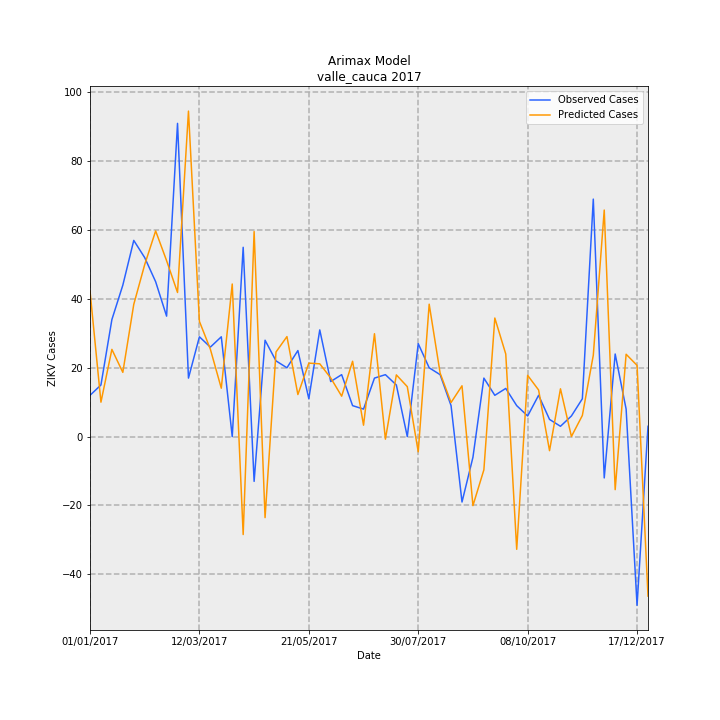 Arimax Model
valle_cauca 2017
Observed Cases
Predicted Cases
ZIKV Cases
100
80
60
40
20
0
−20
−40
01/01/2017
12/03/2017
21/05/2017
30/07/2017
08/10/2017
17/12/2017
Date